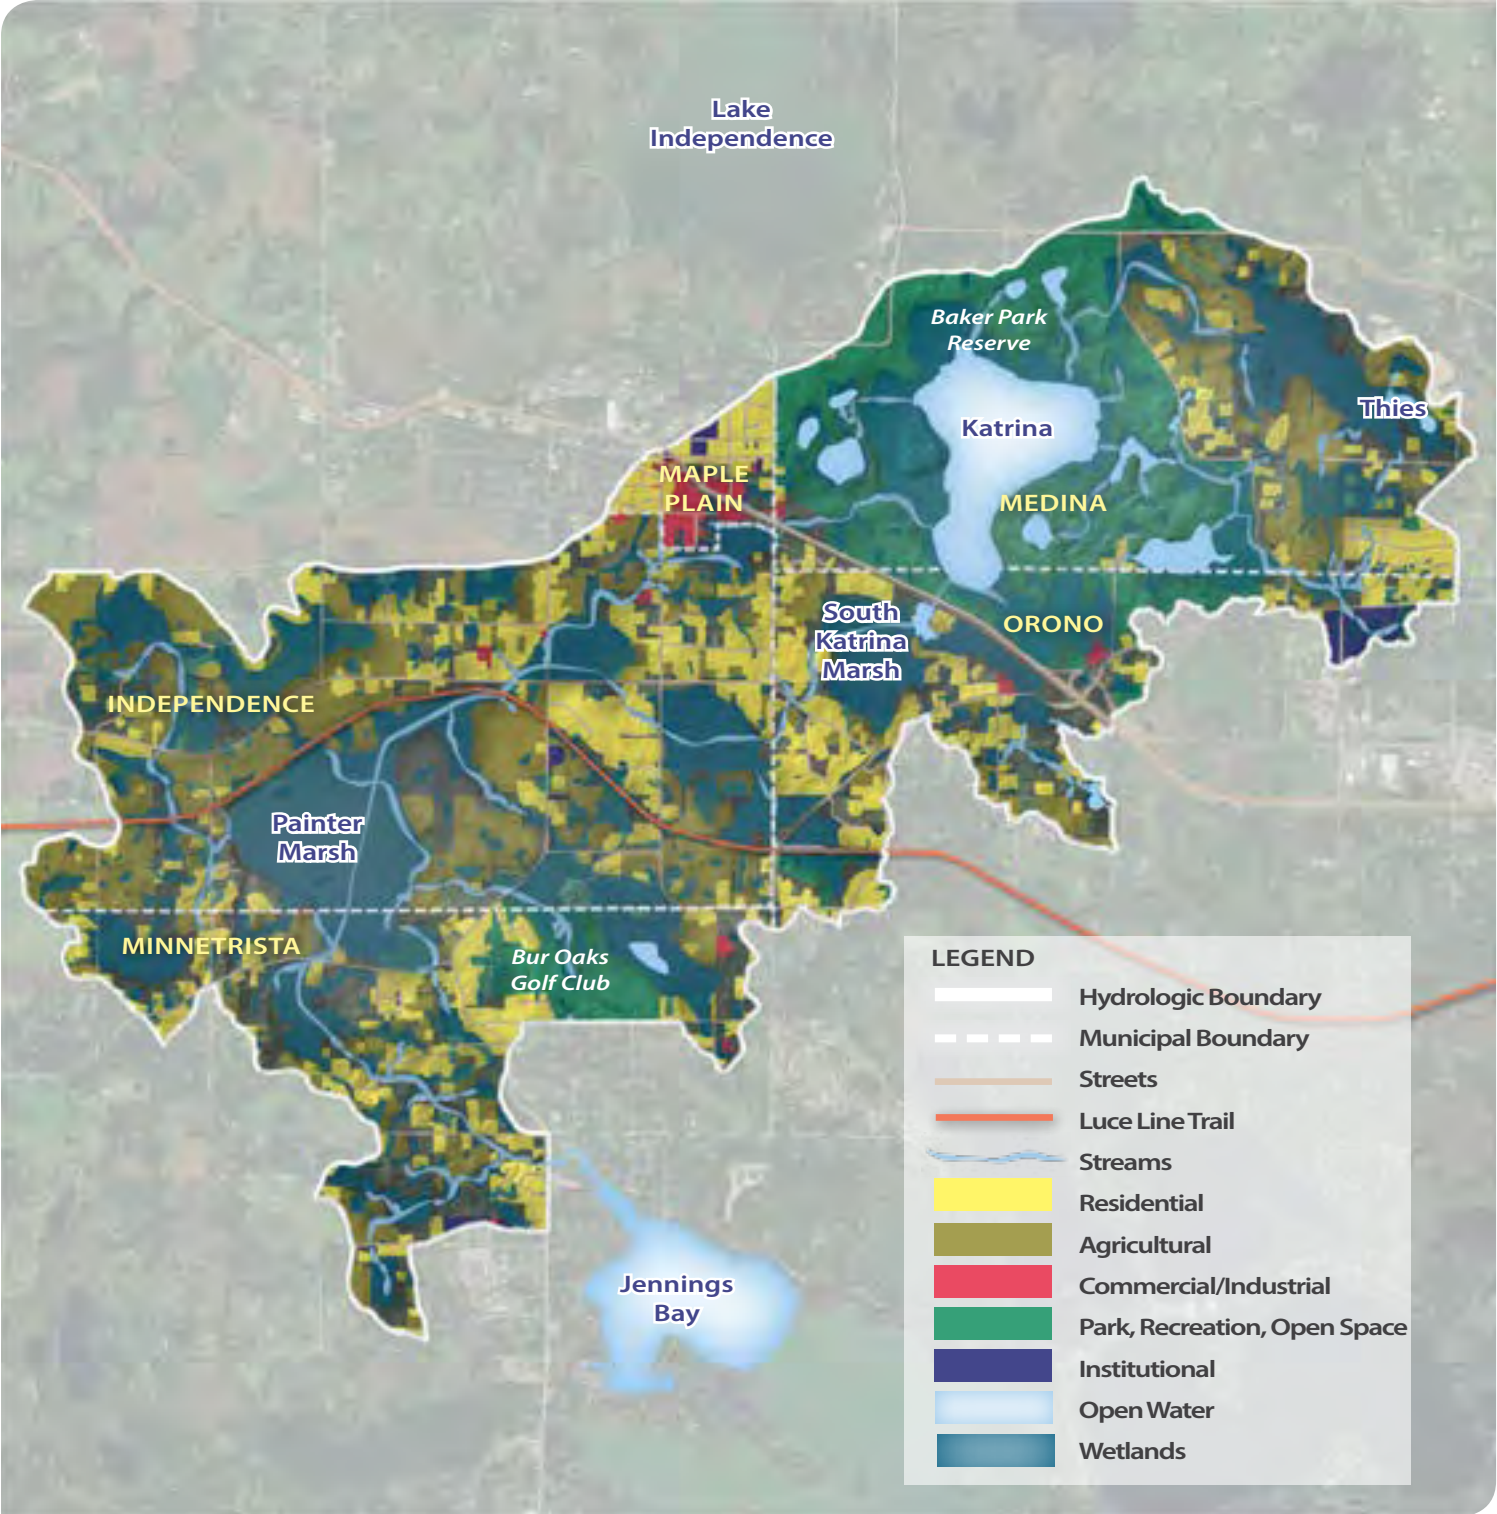 Lake
Independence
Baker Park
Reserve
Thies
Katrina
MAPLE
PLAIN
MEDINA
South
Katrina
Marsh
ORONO
INDEPENDENCE
Painter
Marsh
MINNETRISTA
Bur Oaks
Golf Club
Jennings
Bay
LEGEND
Hydrologic Boundary
Municipal Boundary
Streets
Luce Line Trail
Streams
Residential
Agricultural
Commercial/Industrial
Park, Recreation, Open Space
Institutional
Open Water
Wetlands